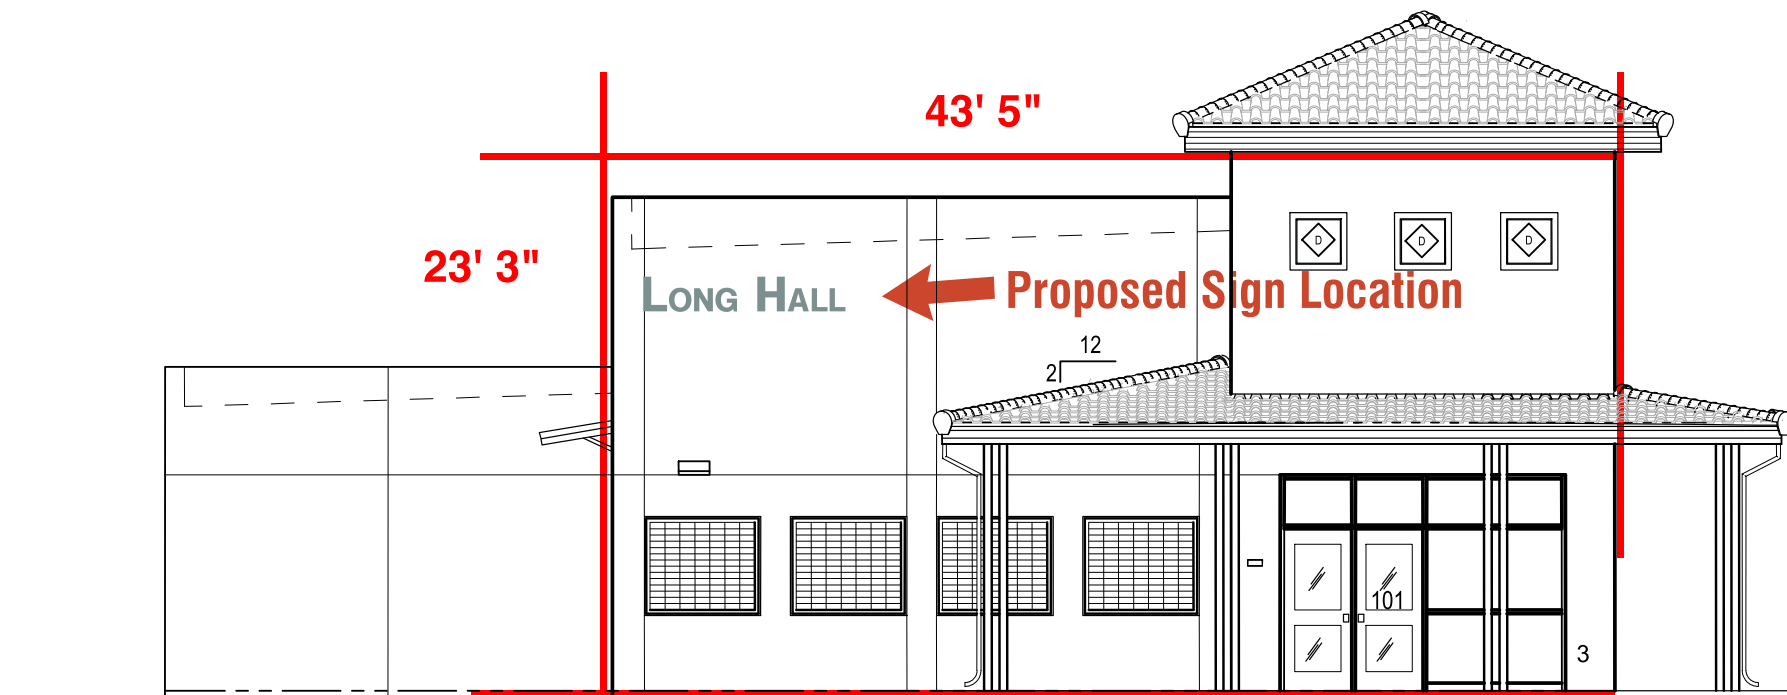 43' 5"
D D D
23' 3"
LONG HALL
Proposed Sign Location
12
2
101
3